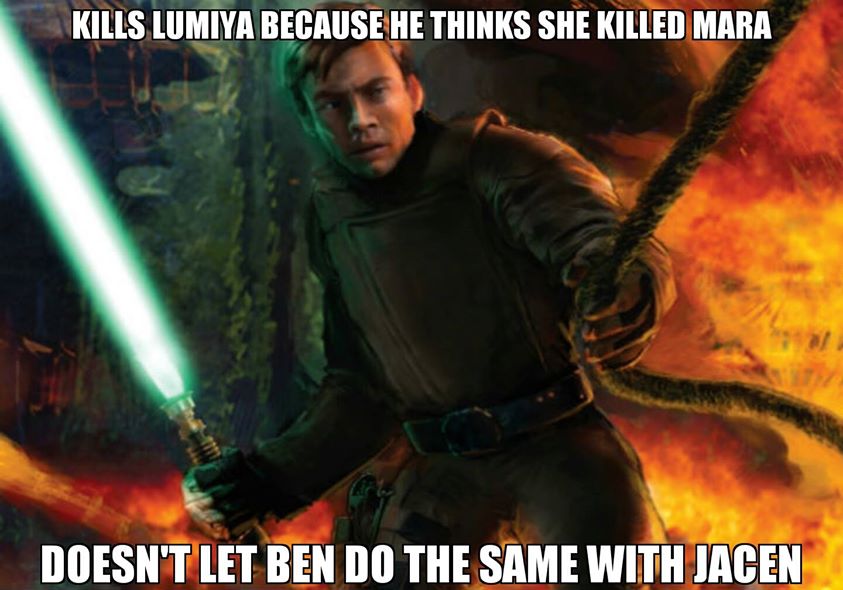 KILLS LUMIYA BECAUSE HE THINKS SHE KILLED MARA
DOESN'T LET BEN DO THE SAME WITH JACEN